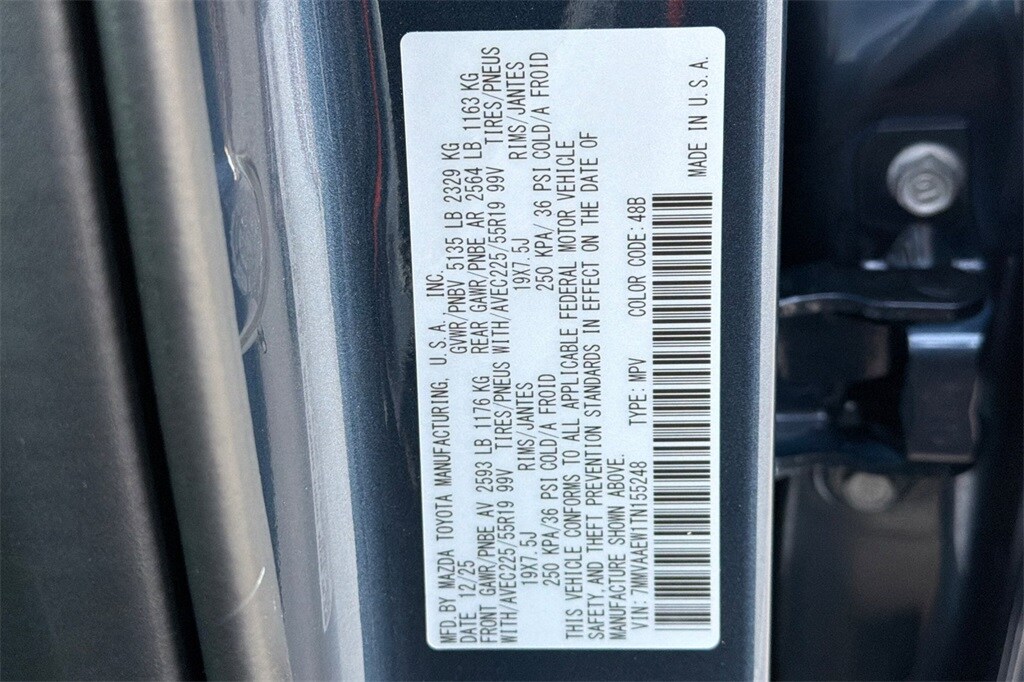 MFD. BY MAZDA TOYOTA MANUFACTURING, U.S.A., INC.
DATE 12/25 GVWR/PNBV 5135 LB 2329 KG
FRONT GAWR/PNBE AV 2593 LB 1176 KG REAR GAWR/PNBE AR 2564 LB 1163 KG
WITH/AVEC225/55R19 99V TIRES/PNEUS WITH/AVEC225/55R19 99V TIRES/PNEUS
19X7.5J RIMS/JANTES 19X7.5J RIMS/JANTES
250 KPA/36 PSI COLD/A FROID 250 KPA/ 36 PSI COLD/A FROID
THIS VEHICLE CONFORMS TO ALL APPLICABLE FEDERAL MOTOR VEHICLE
SAFETY, AND THEFT PREVENTION STANDARDS IN EFFECT ON THE DATE OF
MANUFACTURE SHOWN ABOVE.
VIN: 7MMVAAEW1TN155248 TYPE: MPV COLOR CODE: 48B
MADE IN U.S.A.